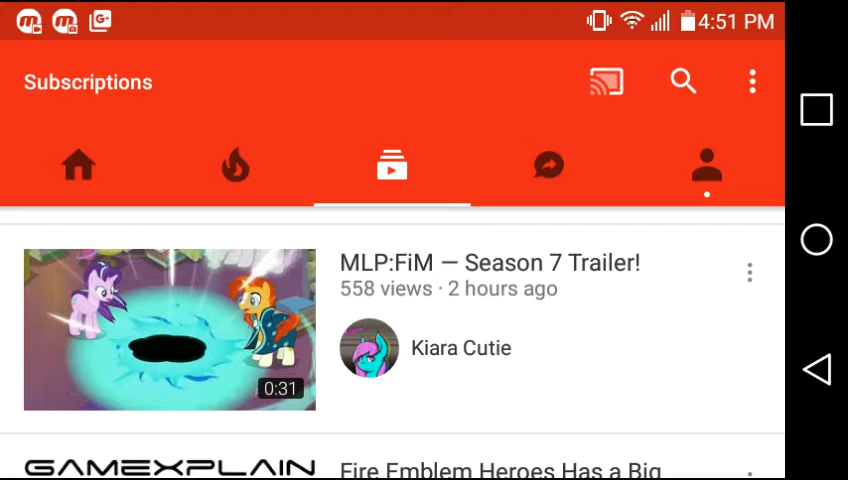 4:51 PM
Subscriptions
MLP:FiM — Season 7 Trailer!
558 views · 2 hours ago
Kiara Cutie
0:31
GAMEXPLAIN
Fire Emblem Heroes Has a Big